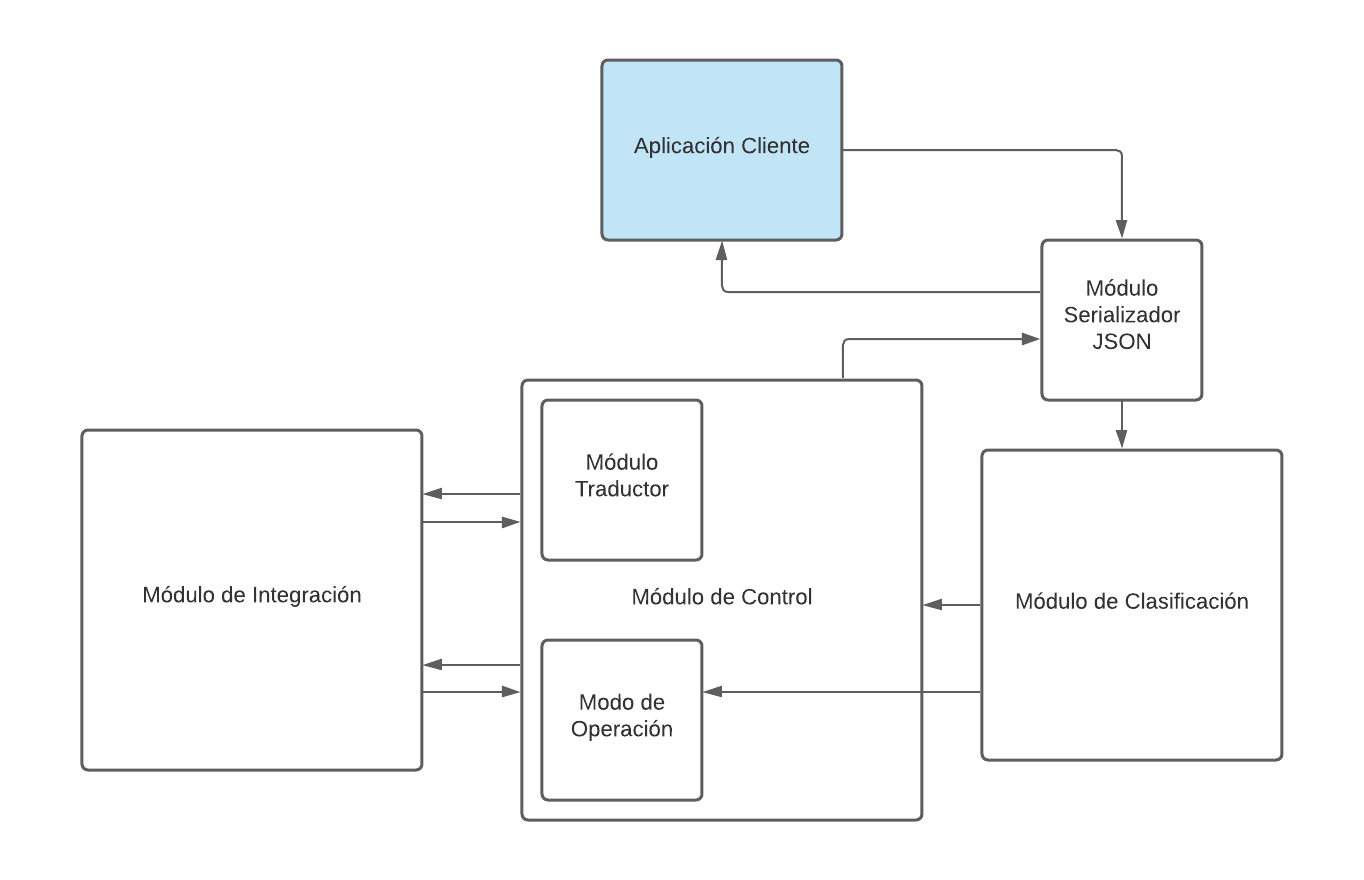 Aplicación Cliente
Módulo
Serializador
JSON
Módulo
Traductor
Módulo de Integración
Módulo de Control
Módulo de Clasificación
Modo de
Operación